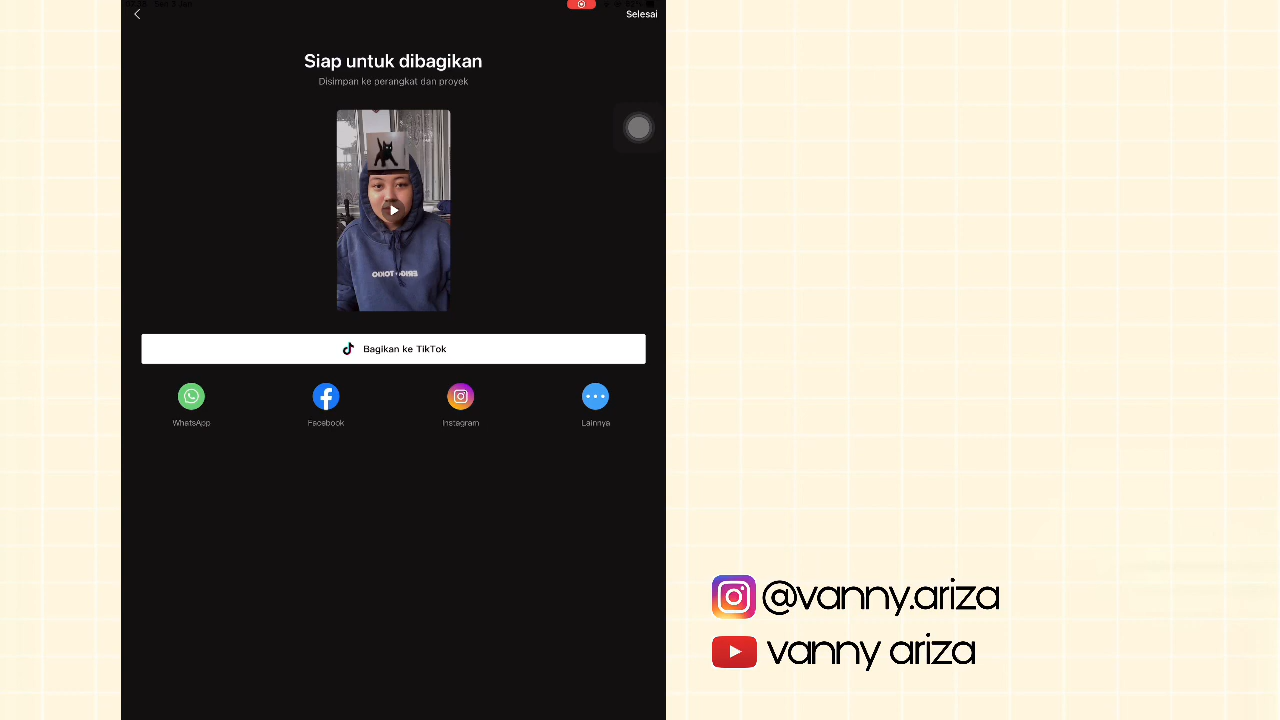 Selesai
Siap untuk dibagikan
Disimpan ke perangkat dan proyek
Bagikan ke TikTok
WhatsApp
Facebook
Instagram
Lainnya
@vanny.ariza
vanny ariza